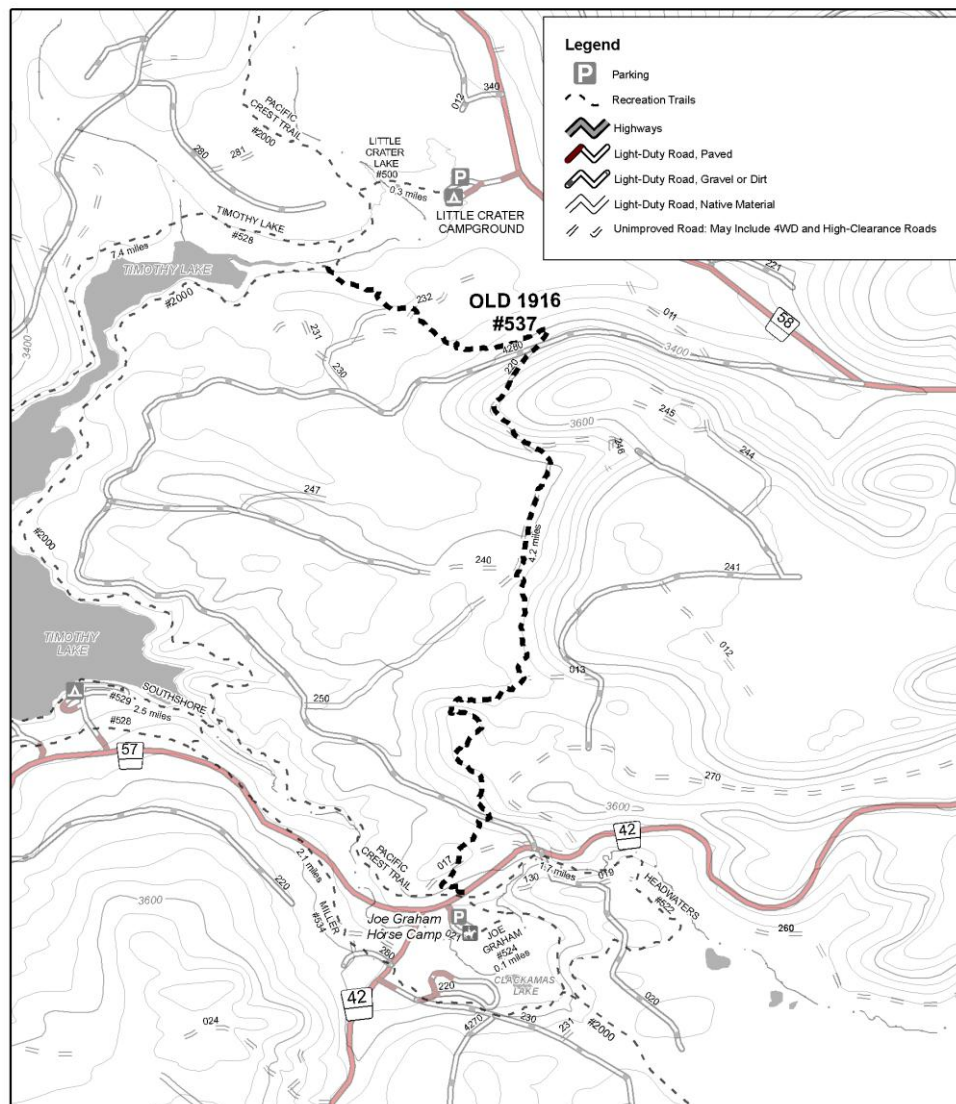 Legend
P
Parking
Recreation Trails
Highways
Light-Duty Road, Paved
Light-Duty Road, Gravel or Dirt
Light-Duty Road, Native Material
Unimproved Road: May Include 4WD and High-Clearance Roads
012
340
PACIFIC
CREST TRAIL
#2000
280
281
LITTLE
CRATER
LAKE
#500
0.3 miles
P
LITTLE CRATER
CAMPGROUND
TIMOTHY LAKE
#528
7.4 miles
TIMOTHY LAKE
#2000
221
58
3400
232
231
230
OLD 1916
#537
4280
220
011
3400
3600
245
246
244
247
240
4.2 miles
241
#2000
012
013
TIMOTHY
LAKE
250
SOUTHSHORE
#529
2.5 miles
#528
57
270
3600
42
017
PACIFIC
CREST TRAIL
2.1 miles
MILLER
#534
220
3600
1.7 miles
130
019
HEADWATERS
#522
Joe Graham
Horse Camp
P
021
JOE
GRAHAM
#524
0.1 miles
CLACKAMAS
LAKE
260
280
42
220
4270
230
231
#2000
020
024